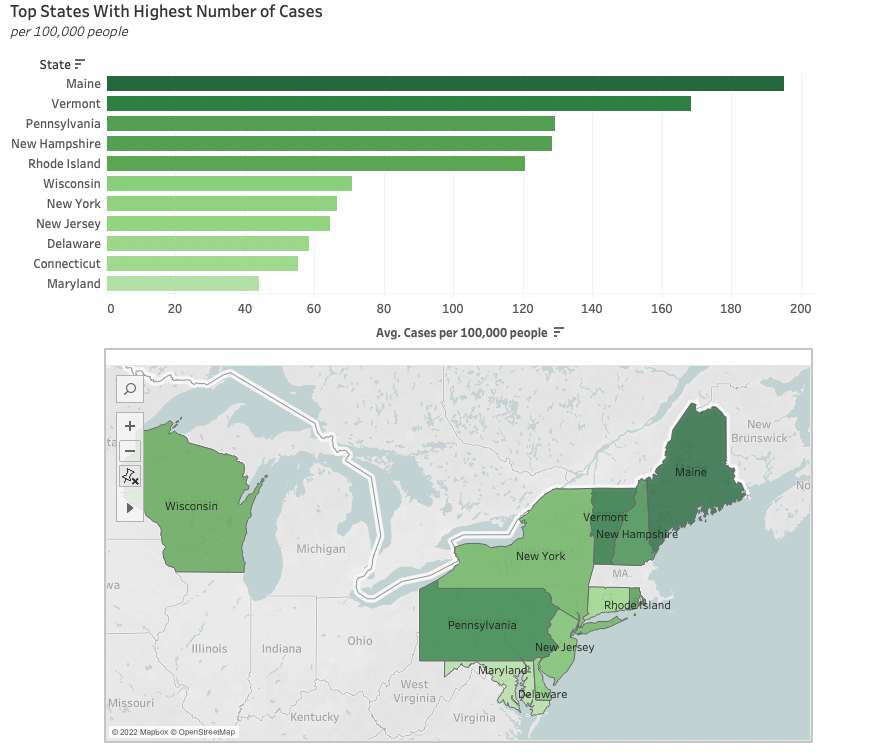 Top States With Highest Number of Cases
per 100,000 people
State
Maine
Vermont
Pennsylvania
New Hampshire
Rhode Island
Wisconsin
New York
New Jersey
Delaware
Connecticut
Maryland
0 20 40 60 80 100 120 140 160 180 200
Avg. Cases per 100,000 people
New
Brunswick
ta
Maine
No
Wisconsin
Vermont
New Hampshire
Michigan
New York
MA.
wa
Rhode Island
Pennsylvania
Ohio
Illinois
Indiana
New Jersey
Maryland
West
Virginia
Delaware
Missouri
Kentucky
Virginia
© 2022 Mapbox © OpenStreetMap